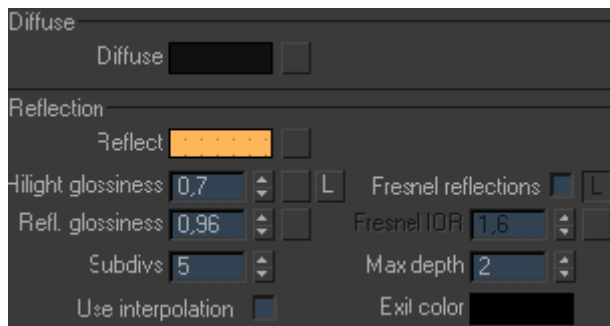 Diffuse
Diffuse
Reflection
Reflect
Hilight glossiness 0,7 L Fresnel reflections L
Refl. glossiness 0,96 Fresnel IOR 1,6
Subdivs 5 Max depth 2
Use interpolation Exit color